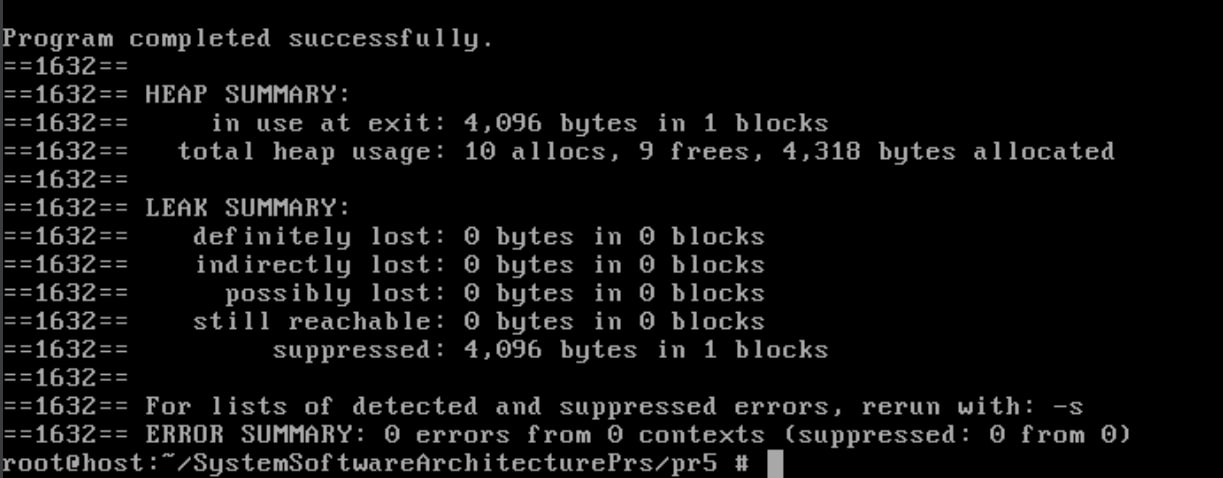 Program completed successfully.
==1632==
==1632== HEAP SUMMARY:
==1632==     in use at exit: 4,096 bytes in 1 blocks
==1632==   total heap usage: 10 allocs, 9 frees, 4,318 bytes allocated
==1632==
==1632== LEAK SUMMARY:
==1632==    definitely lost: 0 bytes in 0 blocks
==1632==    indirectly lost: 0 bytes in 0 blocks
==1632==      possibly lost: 0 bytes in 0 blocks
==1632==    still reachable: 0 bytes in 0 blocks
==1632==         suppressed: 4,096 bytes in 1 blocks
==1632==
==1632== For lists of detected and suppressed errors, rerun with: -s
==1632== ERROR SUMMARY: 0 errors from 0 contexts (suppressed: 0 from 0)
root@host:~/SystemSoftwareArchitecturePrs/pr5 #